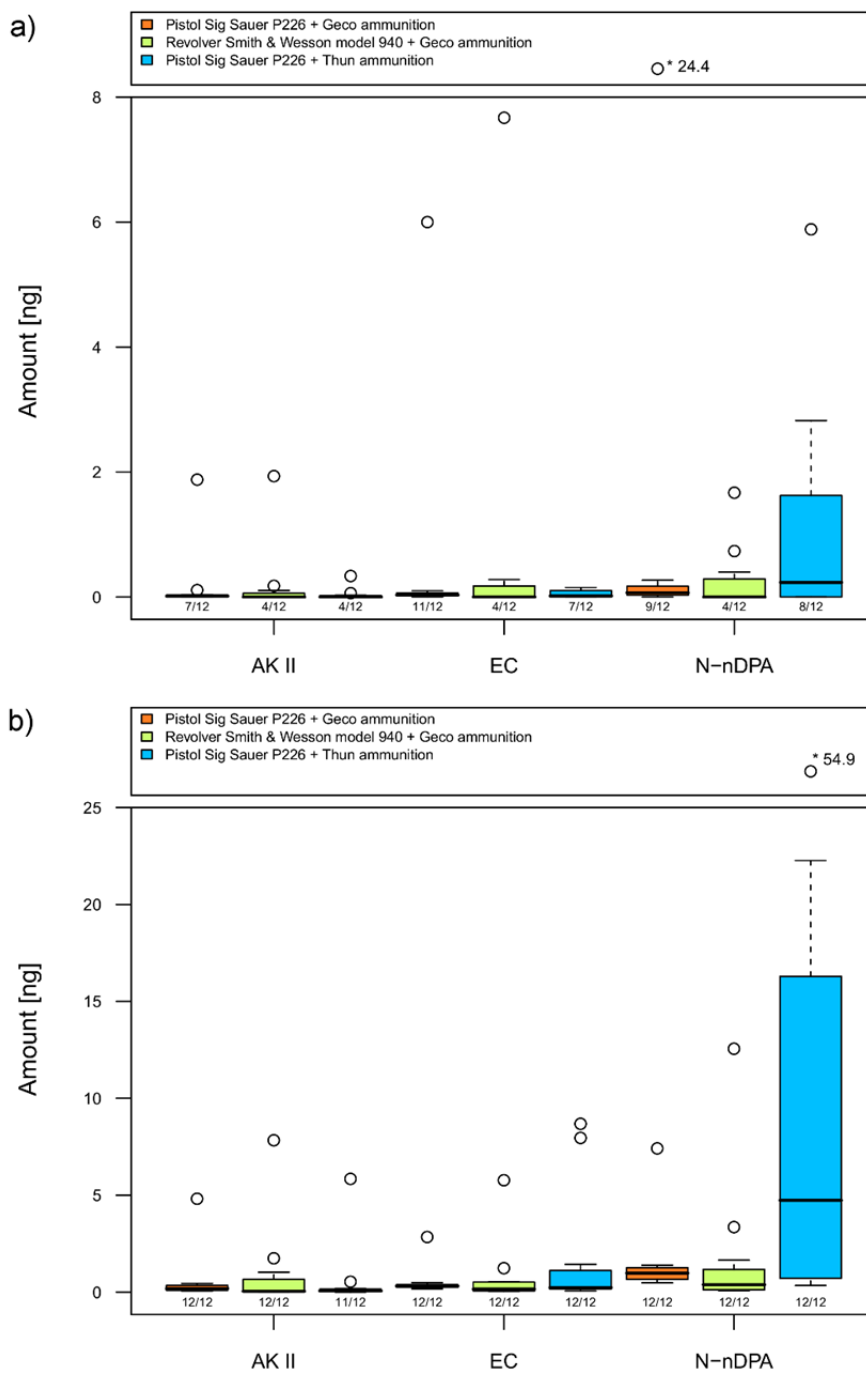 a)
Pistol Sig Sauer P226 + Geco ammunition
Revolver Smith & Wesson model 940 + Geco ammunition
Pistol Sig Sauer P226 + Thun ammunition
* 24.4
8
6
4
2
0
Amount [ng]
7/12 4/12 4/12 11/12 4/12 7/12 9/12 4/12 8/12
AK II EC N−nDPA
b)
Pistol Sig Sauer P226 + Geco ammunition
Revolver Smith & Wesson model 940 + Geco ammunition
Pistol Sig Sauer P226 + Thun ammunition
* 54.9
25
20
15
10
5
0
Amount [ng]
12/12 12/12 11/12 12/12 12/12 12/12 12/12 12/12 12/12
AK II EC N−nDPA